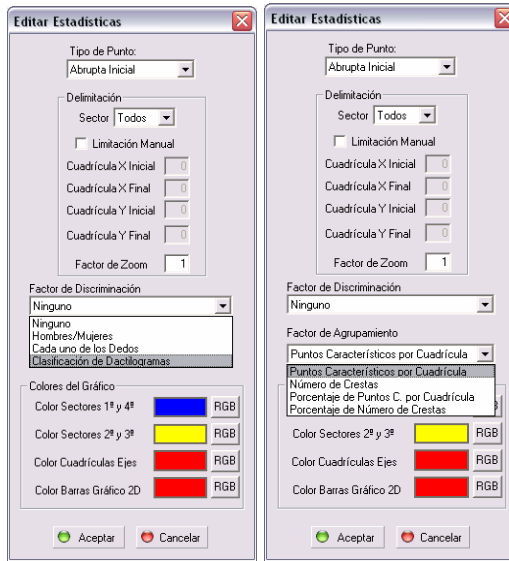 Editar Estadísticas
Tipo de Punto:
Abrupta Inicial
Delimitación
Sector Todos
Limitación Manual
Cuadrícula X Inicial 0
Cuadrícula X Final 0
Cuadrícula Y Inicial 0
Cuadrícula Y Final 0
Factor de Zoom 1
Factor de Discriminación
Ninguno
Ninguno
Hombres/Mujeres
Cada uno de los Dedos
Clasificación de Dactilogramas
Colores del Gráfico
Color Sectores 1ª y 4ª RGB
Color Sectores 2ª y 3ª RGB
Color Cuadrículas Ejes RGB
Color Barras Gráfico 2D RGB
Aceptar Cancelar
Editar Estadísticas
Tipo de Punto:
Abrupta Inicial
Delimitación
Sector Todos
Limitación Manual
Cuadrícula X Inicial 0
Cuadrícula X Final 0
Cuadrícula Y Inicial 0
Cuadrícula Y Final 0
Factor de Zoom 1
Factor de Discriminación
Ninguno
Factor de Agrupamiento
Puntos Característicos por Cuadrícula
Puntos Característicos por Cuadrícula
Número de Crestas
Porcentaje de Puntos C. por Cuadrícula
Porcentaje de Número de Crestas
Color Sectores 2ª y 3ª RGB
Color Cuadrículas Ejes RGB
Color Barras Gráfico 2D RGB
Aceptar Cancelar